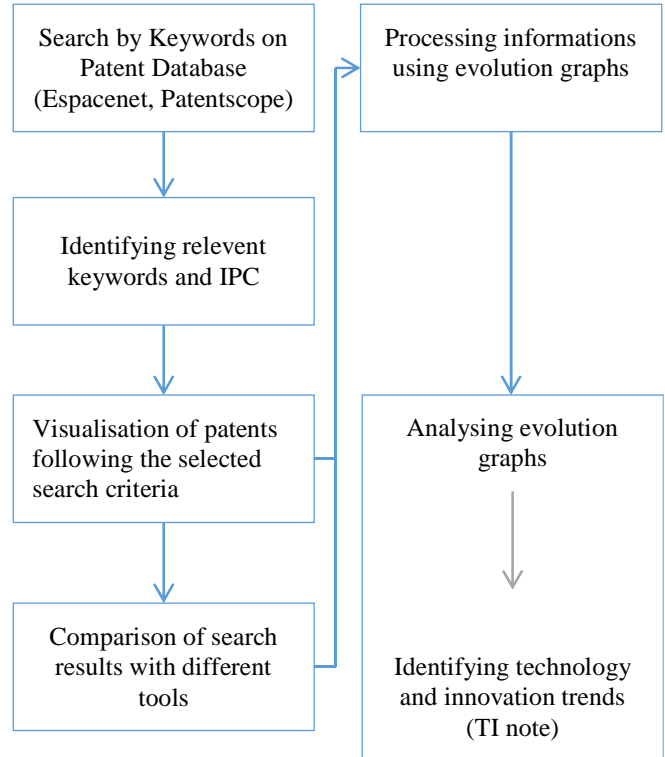 Search by Keywords on
Patent Database
(Espacenet, Patentscope)
Identifying relevent
keywords and IPC
Visualisation of patents
following the selected
search criteria
Comparison of search
results with different
tools
Processing informations
using evolution graphs
Analysing evolution
graphs
Identifying technology
and innovation trends
(TI note)